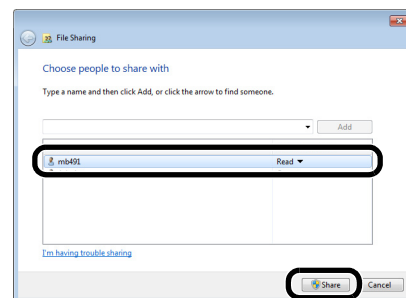 File Sharing
Choose people to share with
Type a name and then click Add, or click the arrow to find someone.
Add
mb491 Read
I'm having trouble sharing
Share Cancel